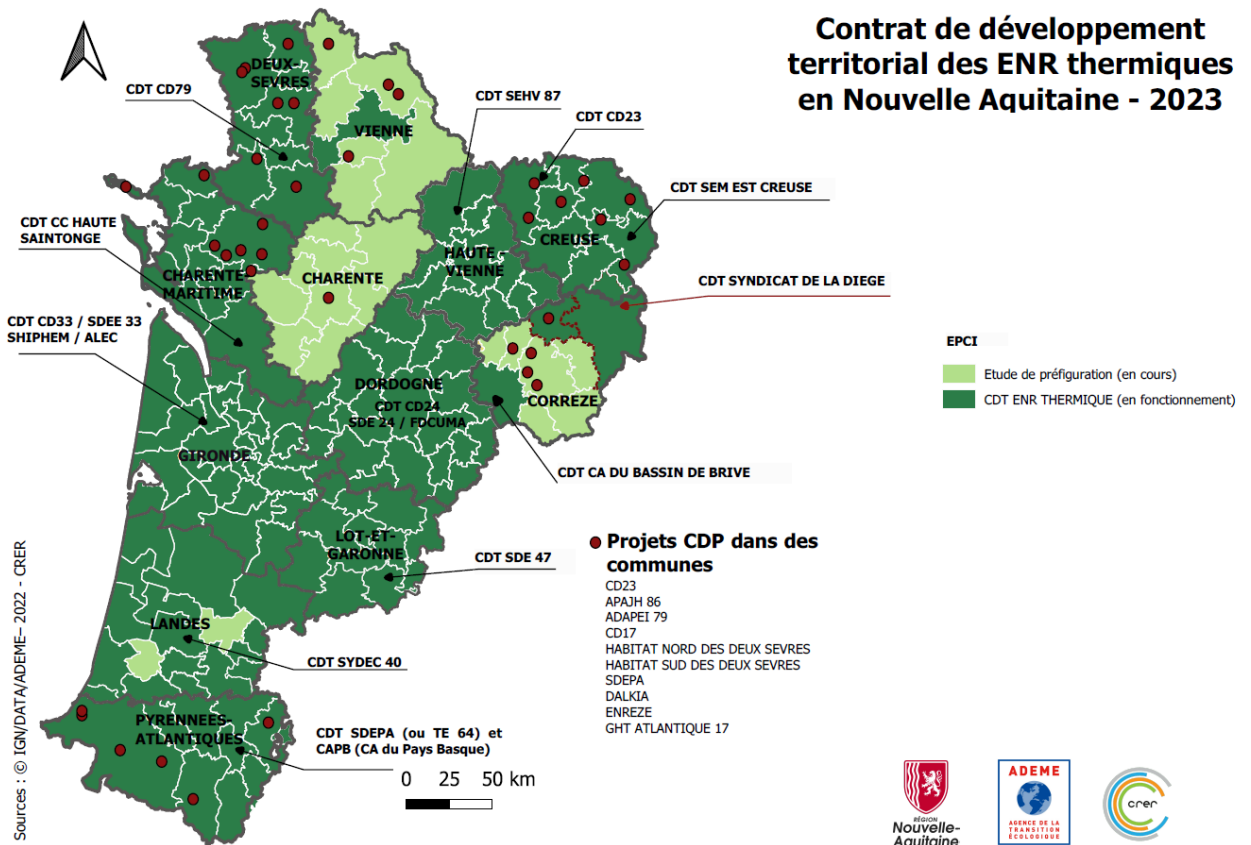 Contrat de développement
territorial des ENR thermiques
en Nouvelle Aquitaine - 2023
DEUX-
SEVRES
CDT CD79
VIENNE
CDT SEHV 87
CDT CD23
CDT SEM EST CREUSE
CREUSE
CDT CC HAUTE
SAINTONGE
HAUTE
VIENNE
CHARENTE
CHARENTE-
MARITIME
CDT SYNDICAT DE LA DIEGE
CDT CD33 / SDEE 33
SHIPHEM / ALEC
EPCI
Etude de préfiguration (en cours)
CDT ENR THERMIQUE (en fonctionnement)
DORDOGNE
CDT CD24
SDE 24 / FDCUMA
CORREZE
GIRONDE
CDT CA DU BASSIN DE BRIVE
LOT-ET-
GARONNE
CDT SDE 47
Projets CDP dans des
communes
CD23
APAJH 86
ADAPEI 79
CD17
HABITAT NORD DES DEUX SEVRES
HABITAT SUD DES DEUX SEVRES
SDEPA
DALKIA
ENREZE
GHT ATLANTIQUE 17
LANDES
CDT SYDEC 40
PYRENNEES-
ATLANTIQUES
CDT SDEPA (ou TE 64) et
CAPB (CA du Pays Basque)
0 25 50 km
Sources : © IGN/DATA/ADEME– 2022 - CRER
RÉGION
Nouvelle-
Aquitaine
ADEME
AGENCE DE LA
TRANSITION
ÉCOLOGIQUE
crer